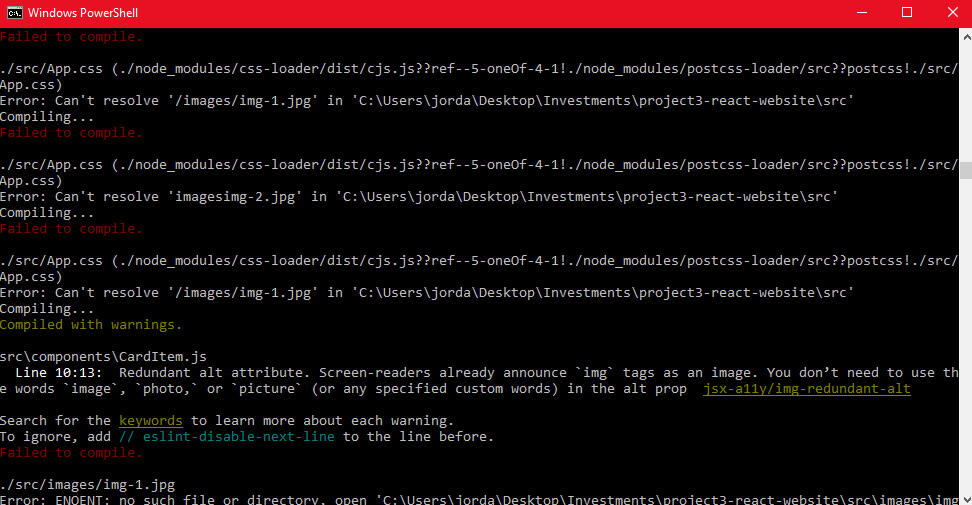 Windows PowerShell
Failed to compile.
./src/App.css (./node_modules/css-loader/dist/cjs.js??ref--5-oneOf-4-1!./node_modules/postcss-loader/src??postcss!./src/
App.css)
Error: Can't resolve '/images/img-1.jpg' in 'C:\Users\jorda\Desktop\Investments\project3-react-website\src'
Compiling...
Failed to compile.
./src/App.css (./node_modules/css-loader/dist/cjs.js??ref--5-oneOf-4-1!./node_modules/postcss-loader/src??postcss!./src/
App.css)
Error: Can't resolve 'imagesimg-2.jpg' in 'C:\Users\jorda\Desktop\Investments\project3-react-website\src'
Compiling...
Failed to compile.
./src/App.css (./node_modules/css-loader/dist/cjs.js??ref--5-oneOf-4-1!./node_modules/postcss-loader/src??postcss!./src/
App.css)
Error: Can't resolve '/images/img-1.jpg' in 'C:\Users\jorda\Desktop\Investments\project3-react-website\src'
Compiling...
Compiled with warnings.
src\components\CardItem.js
Line 10:13:  Redundant alt attribute. Screen-readers already announce `img` tags as an image. You don’t need to use th
e words `image`, `photo,` or `picture` (or any specified custom words) in the alt prop  jsx-a11y/img-redundant-alt
Search for the keywords to learn more about each warning.
To ignore, add // eslint-disable-next-line to the line before.
Failed to compile.
./src/images/img-1.jpg
Error: ENOENT: no such file or directory, open 'C:\Users\jorda\Desktop\Investments\project3-react-website\src\images\img